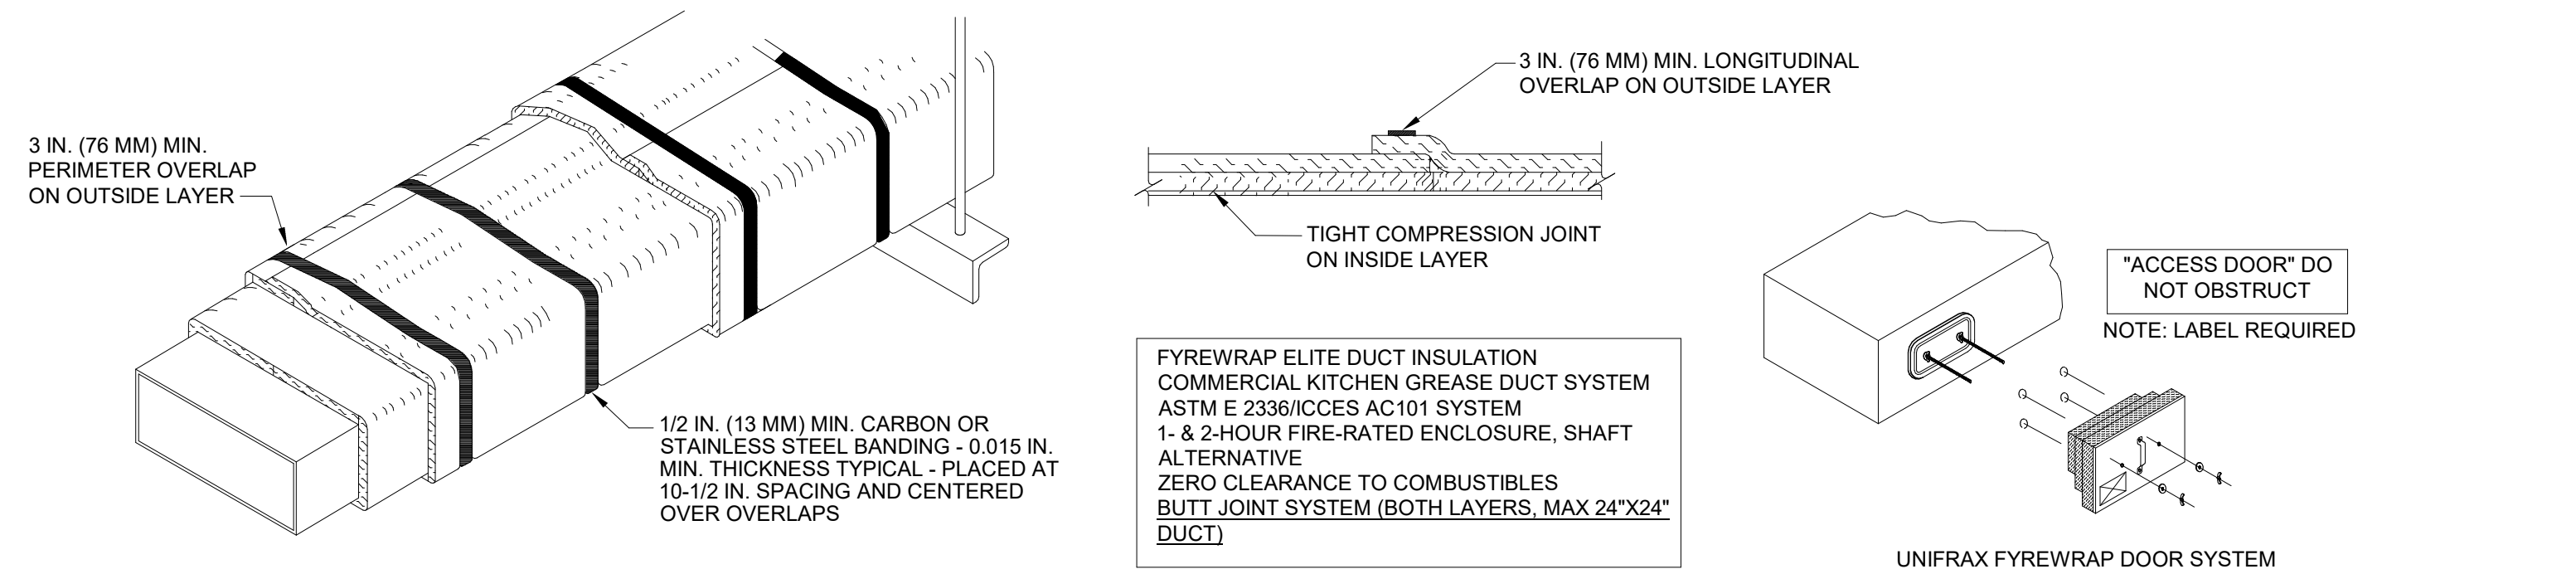 3 IN. (76 MM) MIN.
PERIMETER OVERLAP
ON OUTSIDE LAYER
1/2 IN. (13 MM) MIN. CARBON OR
STAINLESS STEEL BANDING - 0.015 IN.
MIN. THICKNESS TYPICAL - PLACED AT
10-1/2 IN. SPACING AND CENTERED
OVER OVERLAPS
3 IN. (76 MM) MIN. LONGITUDINAL
OVERLAP ON OUTSIDE LAYER
TIGHT COMPRESSION JOINT
ON INSIDE LAYER
FYREWRAP ELITE DUCT INSULATION
COMMERCIAL KITCHEN GREASE DUCT SYSTEM
ASTM E 2336/ICCES AC101 SYSTEM
1- & 2-HOUR FIRE-RATED ENCLOSURE, SHAFT
ALTERNATIVE
ZERO CLEARANCE TO COMBUSTIBLES
BUTT JOINT SYSTEM (BOTH LAYERS, MAX 24"X24"
DUCT)
"ACCESS DOOR" DO
NOT OBSTRUCT
NOTE: LABEL REQUIRED
UNIFRAX FYREWRAP DOOR SYSTEM